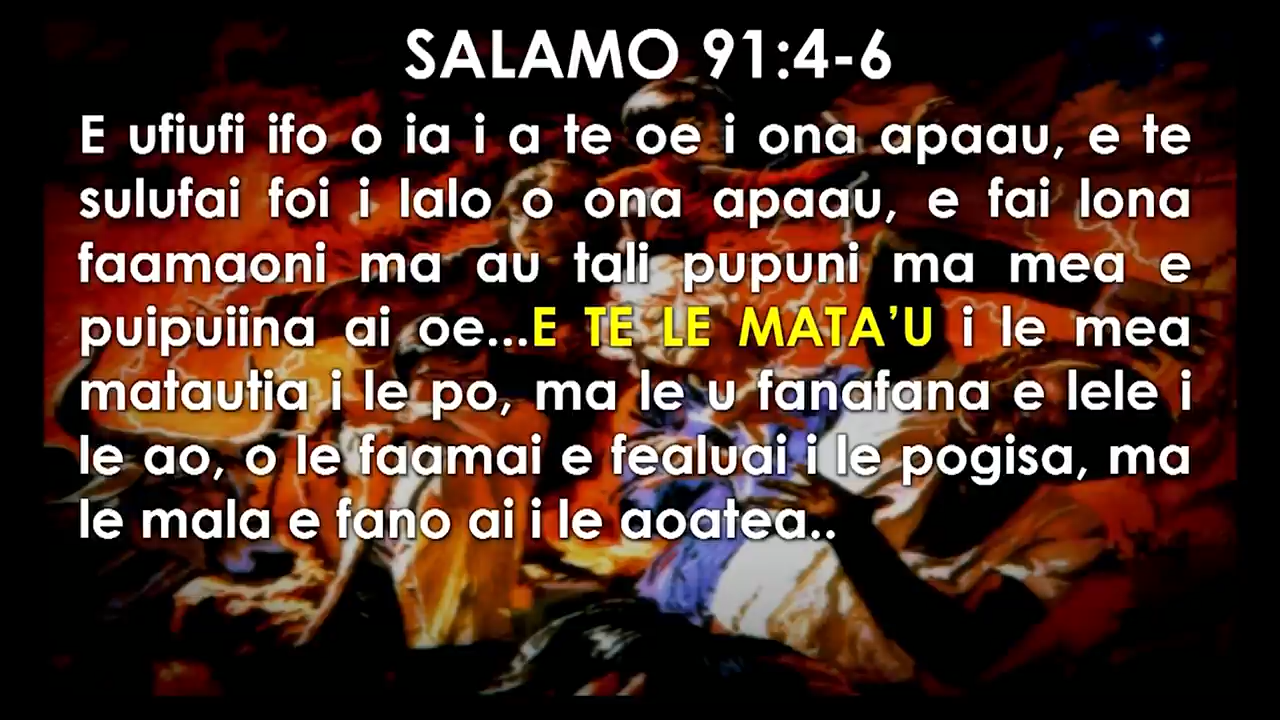 SALAMO 91:4-6
E ufiufi ifo o ia i a te oe i ona apaau, e te
sulufai foi i lalo o ona apaau, e fai lona
faamaoni ma au tali pupuni ma mea e
puipuiina ai oe...E TE LE MATA’U i le mea
matautia i le po, ma le u fanafana e lele i
le ao, o le faamai e fealuai i le pogisa, ma
le mala e fano ai i le aoatea..